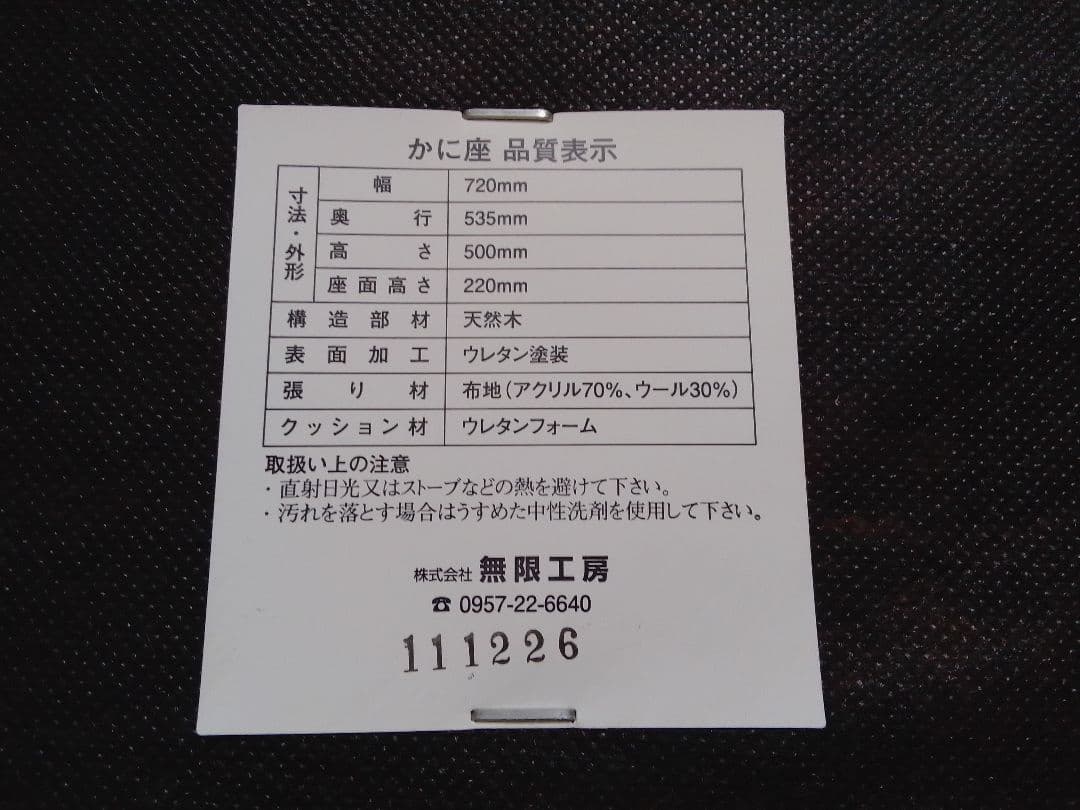 かに座 品質表示
寸法・外形
幅 720mm
奥行 535mm
高さ 500mm
座面高さ 220mm
構造部材 天然木
表面加工 ウレタン塗装
張り材 布地(アクリル70%、ウール30%)
クッション材 ウレタンフォーム
取扱い上の注意
・直射日光又はストーブなどの熱を避けて下さい。
・汚れを落とす場合はうすめた中性洗剤を使用して下さい。
株式会社 無限工房
☎ 0957-22-6640
111226